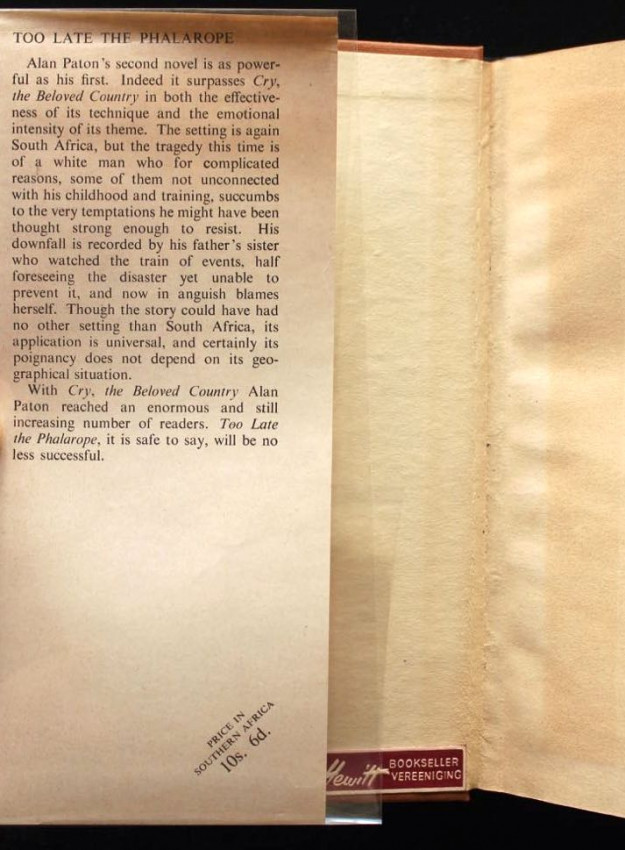 TOO LATE THE PHALAROPE
Alan Paton's second novel is as power-
ful as his first. Indeed it surpasses Cry,
the Beloved Country in both the effective-
ness of its technique and the emotional
intensity of its theme. The setting is again
South Africa, but the tragedy this time is
of a white man who for complicated
reasons, some of them not unconnected
with his childhood and training, succumbs
to the very temptations he might have been
thought strong enough to resist. His
downfall is recorded by his father's sister
who watched the train of events, half
foreseeing the disaster yet unable to
prevent it, and now in anguish blames
herself. Though the story could have had
no other setting than South Africa, its
application is universal, and certainly its
poignancy does not depend on its geo-
graphical situation.
With Cry, the Beloved Country Alan
Paton reached an enormous and still
increasing number of readers. Too Late
the Phalarope, it is safe to say, will be no
less successful.
PRICE IN
SOUTHERN AFRICA
10s. 6d.
Hewitt
BOOKSELLER
VEREENIGING